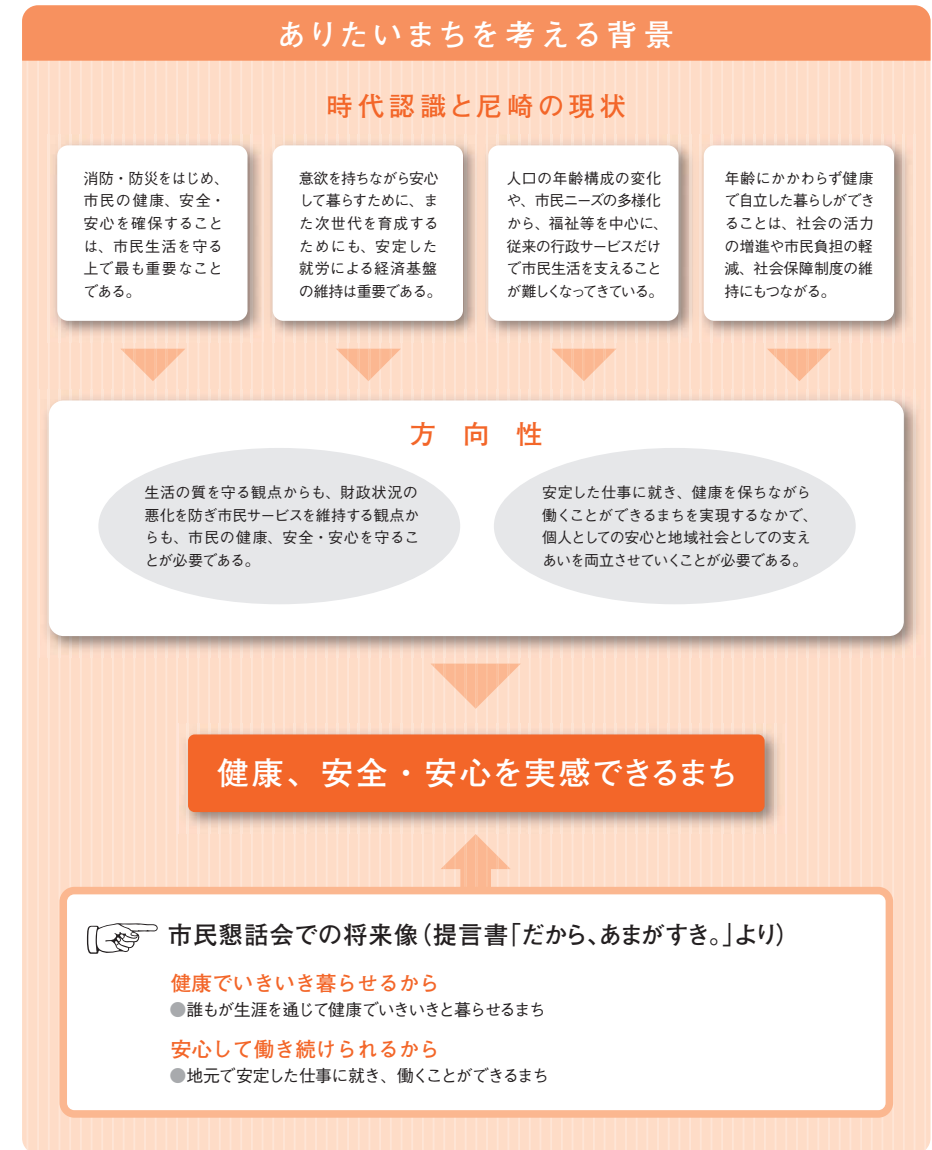 ありたいまちを考える背景
時代認識と尼崎の現状
消防・防災をはじめ、
市民の健康、安全・
安心を確保すること
は、市民生活を守る
上で最も重要なこと
である。
意欲を持ちながら安心
して暮らすために、ま
た次世代を育成する
ためにも、安定した
就労による経済基盤
の維持は重要である。
人口の年齢構成の変化
や、市民ニーズの多様化
から、福祉等を中心に、
従来の行政サービスだけ
で市民生活を支えること
が難しくなってきている。
年齢にかかわらず健康
で自立した暮らしができ
ることは、社会の活力
の増進や市民負担の軽
減、社会保障制度の維
持にもつながる。
方向性
生活の質を守る観点からも、財政状況の
悪化を防ぎ市民サービスを維持する観点か
らも、市民の健康、安全・安心を守るこ
とが必要である。
安定した仕事に就き、健康を保ちながら
働くことができるまちを実現するなかで、
個人としての安心と地域社会としての支え
あいを両立させていくことが必要である。
健康、安全・安心を実感できるまち
市民懇話会での将来像(提言書「だから、あまがすき。」より)
健康でいきいき暮らせるから
●誰もが生涯を通じて健康でいきいきと暮らせるまち
安心して働き続けられるから
●地元で安定した仕事に就き、働くことができるまち